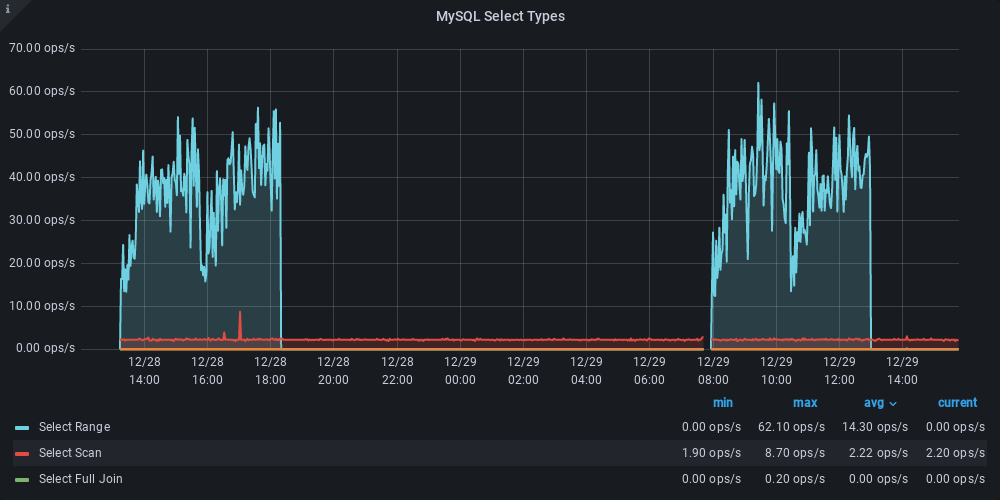 i
MySQL Select Types
70.00 ops/s
60.00 ops/s
50.00 ops/s
40.00 ops/s
30.00 ops/s
20.00 ops/s
10.00 ops/s
0.00 ops/s
12/28 12/28 12/28 12/28 12/28 12/29 12/29 12/29 12/29 12/29 12/29 12/29 12/29
14:00 16:00 18:00 20:00 22:00 00:00 02:00 04:00 06:00 08:00 10:00 12:00 14:00
min max avg current
Select Range 0.00 ops/s 62.10 ops/s 14.30 ops/s 0.00 ops/s
Select Scan 1.90 ops/s 8.70 ops/s 2.22 ops/s 2.20 ops/s
Select Full Join 0.00 ops/s 0.20 ops/s 0.00 ops/s 0.00 ops/s